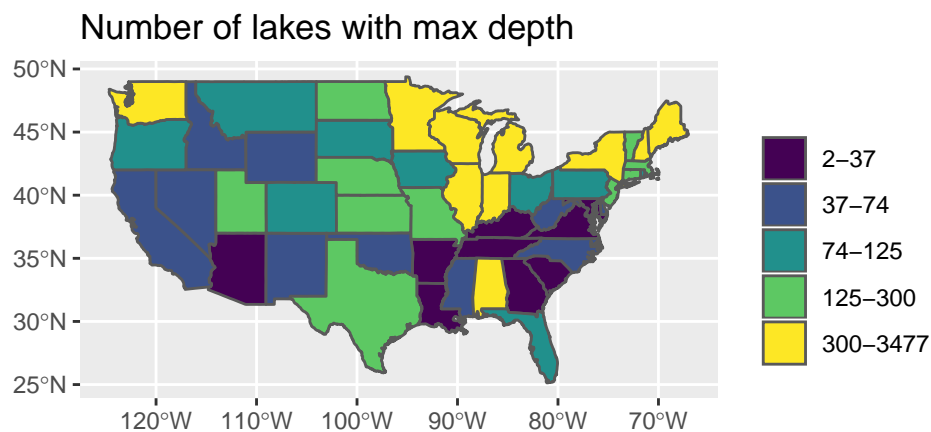 Number of lakes with max depth
50°N
45°N
40°N
35°N
30°N
25°N
120°W 110°W 100°W 90°W 80°W 70°W
2–37
37–74
74–125
125–300
300–3477